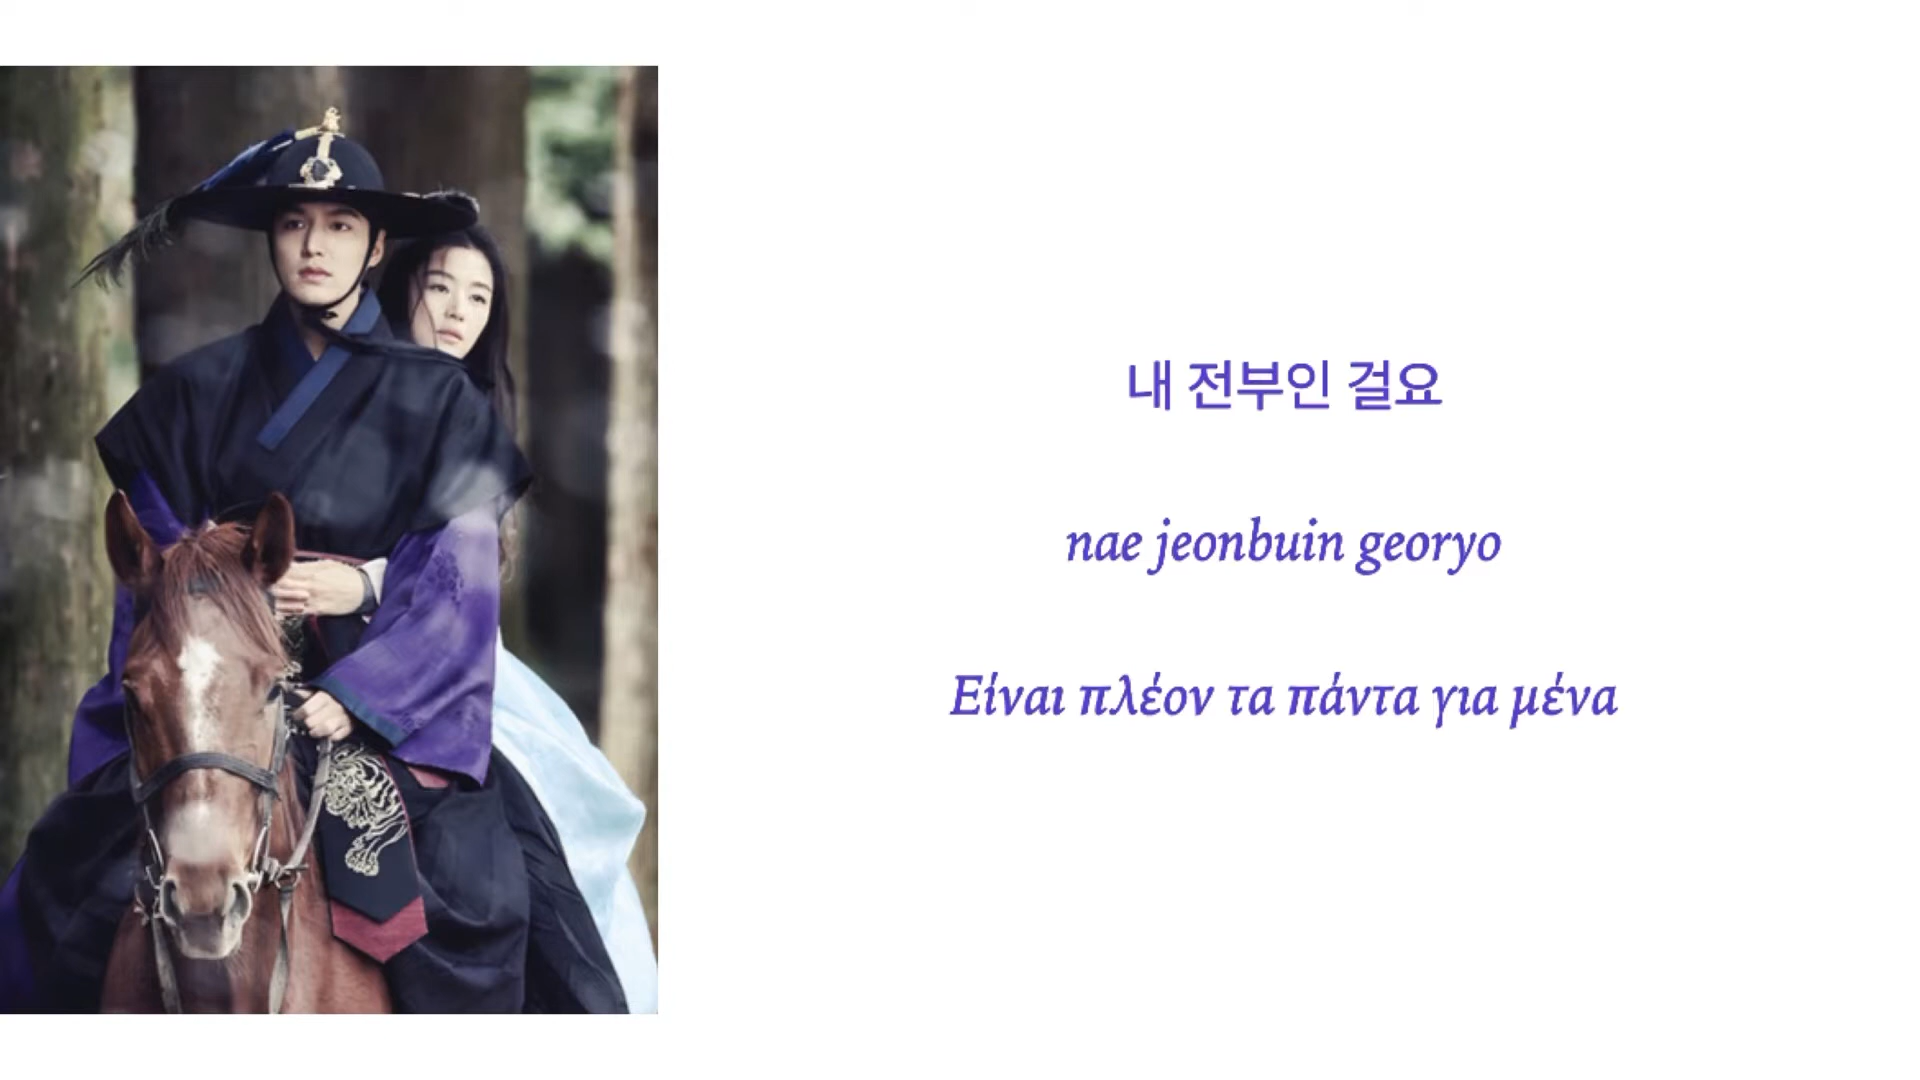 내 전부인 걸요
nae jeonbuin georyo
Είναι πλέον τα πάντα για μένα